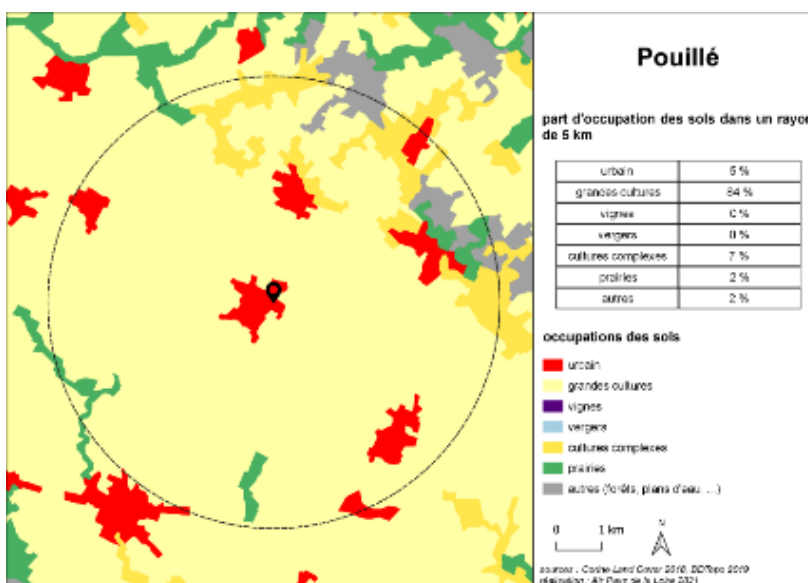 Pouillé
part d'occupation des sols dans un rayon
de 5 km
urbain 5 %
grandes cultures 84 %
vignes 0 %
vergers 0 %
cultures complexes 7 %
prairies 2 %
autres 2 %
occupations des sols
urbain
grandes cultures
vignes
vergers
cultures complexes
prairies
autres (forêts, plans d'eau, ...)
0 1 km
N
sources : Corine Land Cover 2018, BDTopo 2019
réalisation : Air Pays de la Loire 2021